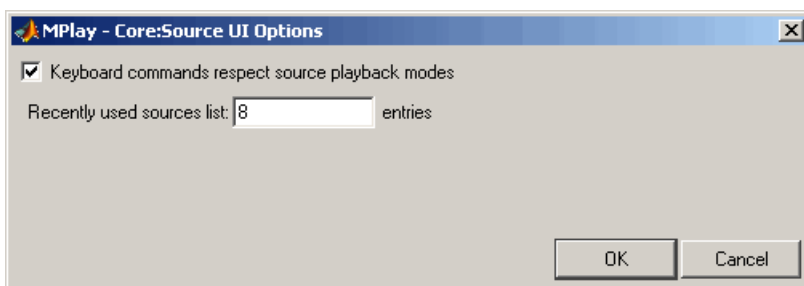 MPlay - Core:Source UI Options
Keyboard commands respect source playback modes
Recently used sources list: 8 entries
OK Cancel